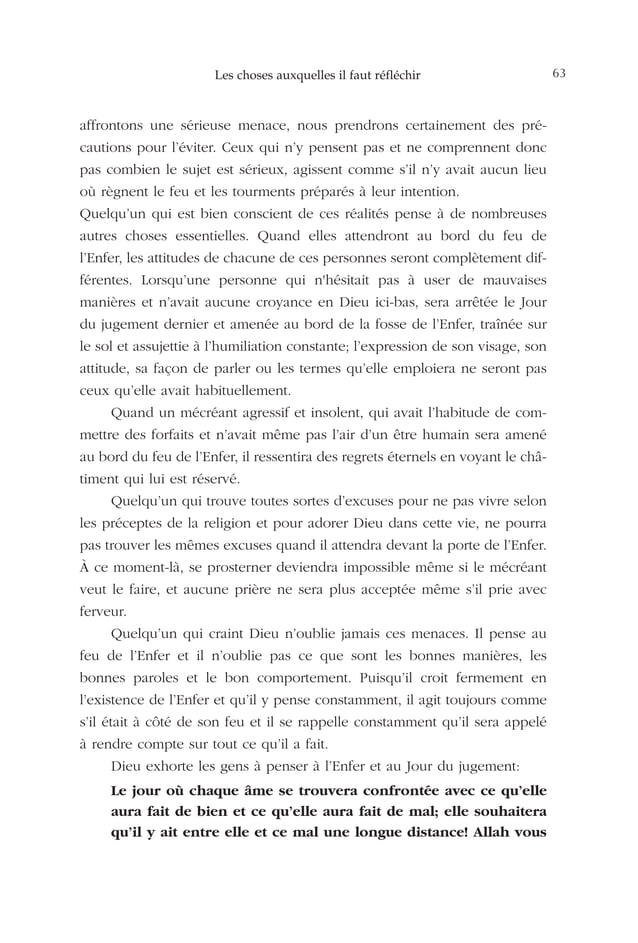 Les choses auxquelles il faut réfléchir 63
affrontons une sérieuse menace, nous prendrons certainement des pré-
cautions pour l'éviter. Ceux qui n'y pensent pas et ne comprennent donc
pas combien le sujet est sérieux, agissent comme s'il n'y avait aucun lieu
où règnent le feu et les tourments préparés à leur intention.
Quelqu'un qui est bien conscient de ces réalités pense à de nombreuses
autres choses essentielles. Quand elles attendront au bord du feu de
l'Enfer, les attitudes de chacune de ces personnes seront complètement dif-
férentes. Lorsqu'une personne qui n'hésitait pas à user de mauvaises
manières et n'avait aucune croyance en Dieu ici-bas, sera arrêtée le Jour
du jugement dernier et amenée au bord de la fosse de l'Enfer, traînée sur
le sol et assujettie à l'humiliation constante; l'expression de son visage, son
attitude, sa façon de parler ou les termes qu'elle emploiera ne seront pas
ceux qu'elle avait habituellement.
Quand un mécréant agressif et insolent, qui avait l'habitude de com-
mettre des forfaits et n'avait même pas l'air d'un être humain sera amené
au bord du feu de l'Enfer, il ressentira des regrets éternels en voyant le châ-
timent qui lui est réservé.
Quelqu'un qui trouve toutes sortes d'excuses pour ne pas vivre selon
les préceptes de la religion et pour adorer Dieu dans cette vie, ne pourra
pas trouver les mêmes excuses quand il attendra devant la porte de l'Enfer.
À ce moment-là, se prosterner deviendra impossible même si le mécréant
veut le faire, et aucune prière ne sera plus acceptée même s'il prie avec
ferveur.
Quelqu'un qui craint Dieu n'oublie jamais ces menaces. Il pense au
feu de l'Enfer et il n'oublie pas ce que sont les bonnes manières, les
bonnes paroles et le bon comportement. Puisqu'il croit fermement en
l'existence de l'Enfer et qu'il y pense constamment, il agit toujours comme
s'il était à côté de son feu et il se rappelle constamment qu'il sera appelé
à rendre compte sur tout ce qu'il a fait.
Dieu exhorte les gens à penser à l'Enfer et au Jour du jugement:
Le jour où chaque âme se trouvera confrontée avec ce qu'elle
aura fait de bien et ce qu'elle aura fait de mal; elle souhaitera
qu'il y ait entre elle et ce mal une longue distance! Allah vous